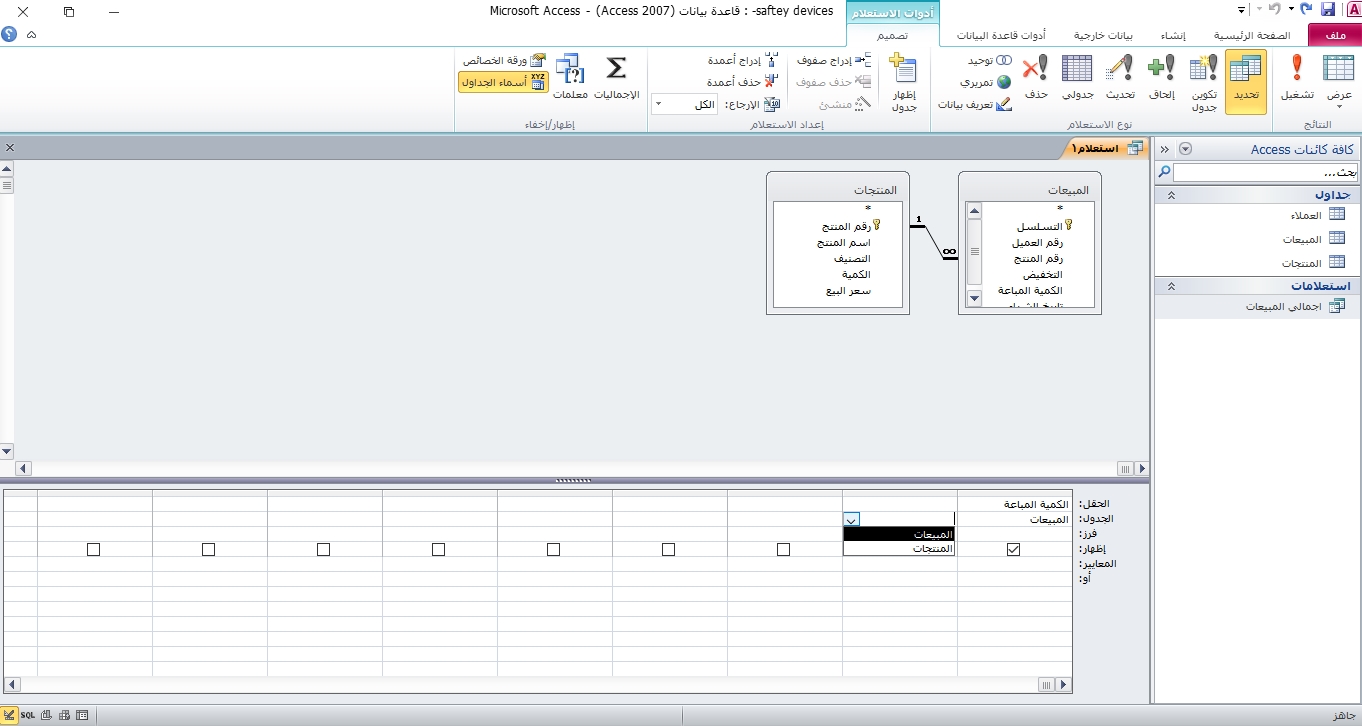 saftey devices- : قاعدة بيانات (Access 2007) - Microsoft Access
أدوات الاستعلام
ملف
الصفحة الرئيسية
إنشاء
بيانات خارجية
أدوات قاعدة البيانات
تصميم
عرض
تشغيل
النتائج
تحديد
تكوين جدول
إلحاق
تحديث
جدولي
حذف
توحيد
تمريري
تعريف بيانات
نوع الاستعلام
إظهار جدول
إدراج صفوف
حذف صفوف
منشئ
إدراج أعمدة
حذف أعمدة
الإرجاع: الكل
إعداد الاستعلام
الإجماليات
معلمات
ورقة الخصائص
أسماء الجداول
إظهار/إخفاء
كافة كائنات Access
بحث...
جداول
العملاء
المبيعات
المنتجات
استعلامات
اجمالي المبيعات
استعلام١
المبيعات
*
التسلسل
رقم العميل
رقم المنتج
التخفيض
الكمية المباعة
1
∞
المنتجات
*
رقم المنتج
اسم المنتج
التصنيف
الكمية
سعر البيع
الحقل: الكمية المباعة
الجدول: المبيعات
فرز: المبيعات
إظهار: المنتجات
المعايير:
أو:
جاهز
SQL